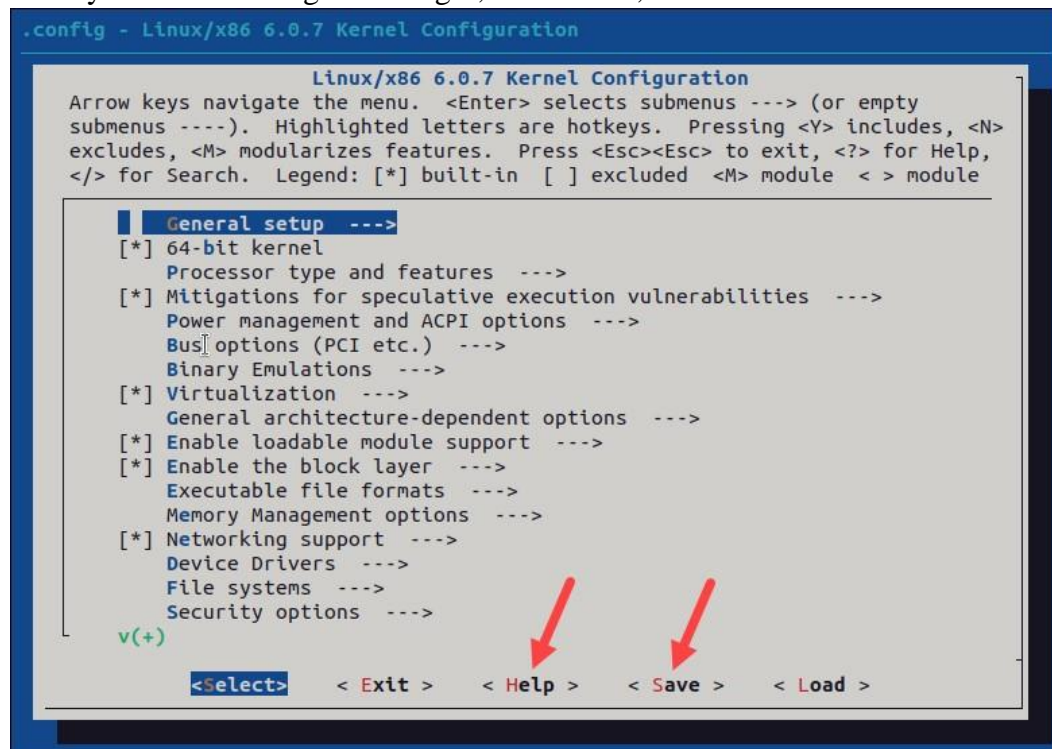 .config - Linux/x86 6.0.7 Kernel Configuration
Linux/x86 6.0.7 Kernel Configuration
Arrow keys navigate the menu.  <Enter> selects submenus ---> (or empty
submenus ----).  Highlighted letters are hotkeys.  Pressing <Y> includes, <N>
excludes, <M> modularizes features.  Press <Esc><Esc> to exit, <?> for Help,
</> for Search.  Legend: [*] built-in  [ ] excluded  <M> module  < > module
General setup  --->
[*] 64-bit kernel
Processor type and features  --->
[*] Mitigations for speculative execution vulnerabilities  --->
Power management and ACPI options  --->
Bus options (PCI etc.)  --->
Binary Emulations  --->
[*] Virtualization  --->
General architecture-dependent options  --->
[*] Enable loadable module support  --->
[*] Enable the block layer  --->
Executable file formats  --->
Memory Management options  --->
[*] Networking support  --->
Device Drivers  --->
File systems  --->
Security options  --->
v(+)
<Select>    < Exit >    < Help >    < Save >    < Load >